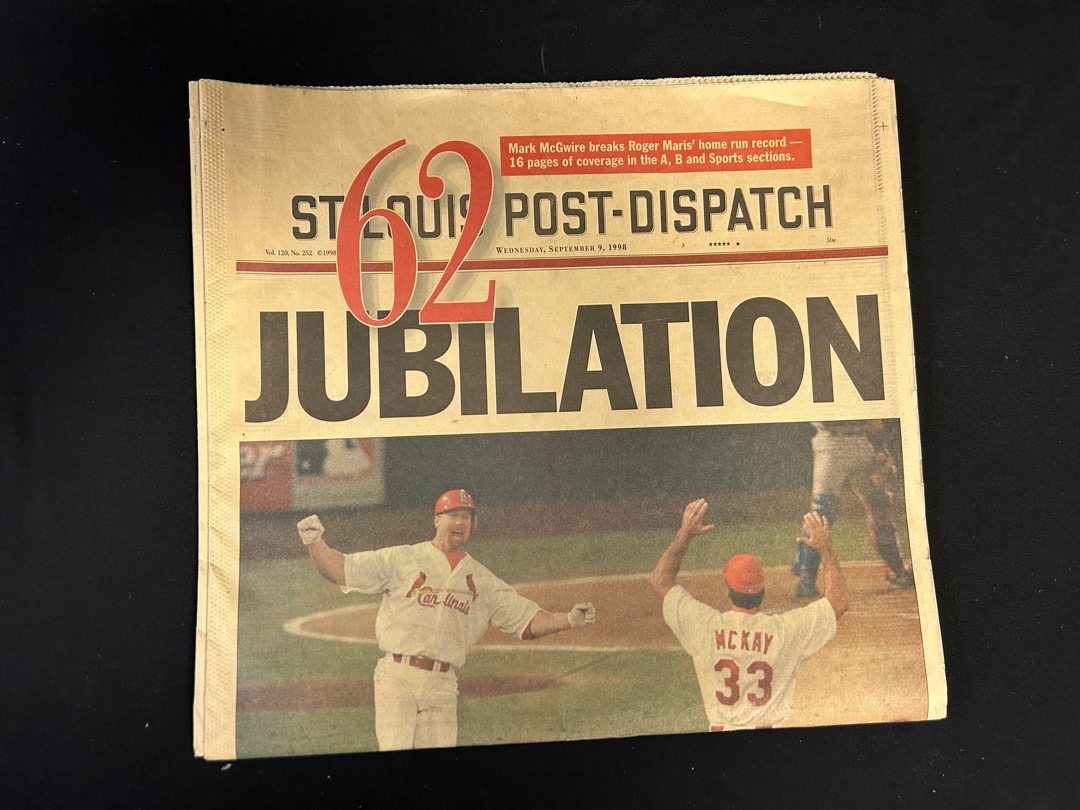 62
Mark McGwire breaks Roger Maris' home run record —
16 pages of coverage in the A, B and Sports sections.
ST. LOUIS POST-DISPATCH
Vol. 120, No. 252 ©1998
WEDNESDAY, SEPTEMBER 9, 1998
50¢
JUBILATION
Cardinals
MCKAY
33